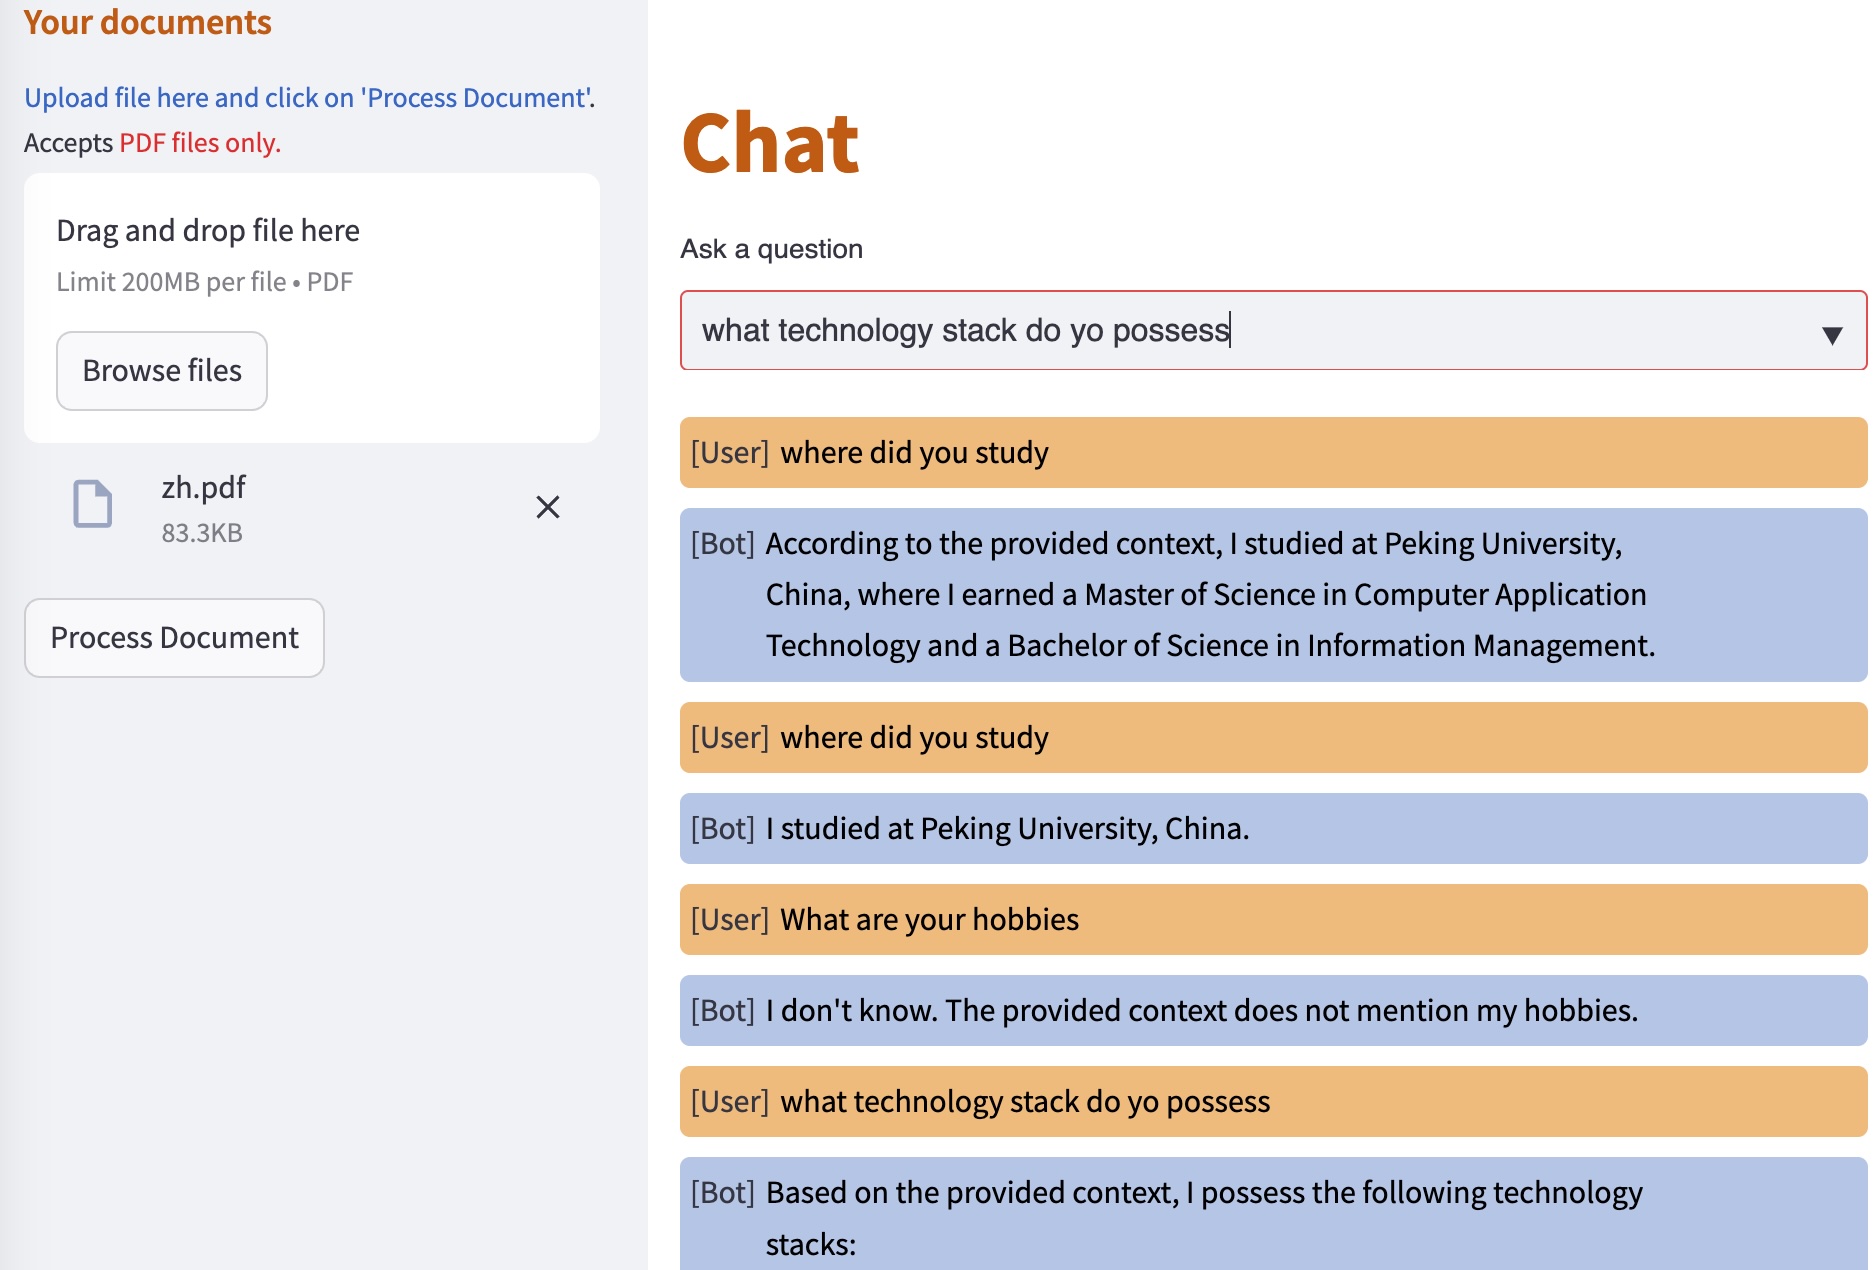 Your documents
Upload file here and click on 'Process Document'.
Accepts PDF files only.
Drag and drop file here
Limit 200MB per file • PDF
Browse files
zh.pdf
83.3KB
Process Document
Chat
Ask a question
what technology stack do yo possess
[User] where did you study
[Bot] According to the provided context, I studied at Peking University,
China, where I earned a Master of Science in Computer Application
Technology and a Bachelor of Science in Information Management.
[User] where did you study
[Bot] I studied at Peking University, China.
[User] What are your hobbies
[Bot] I don't know. The provided context does not mention my hobbies.
[User] what technology stack do yo possess
[Bot] Based on the provided context, I possess the following technology
stacks: